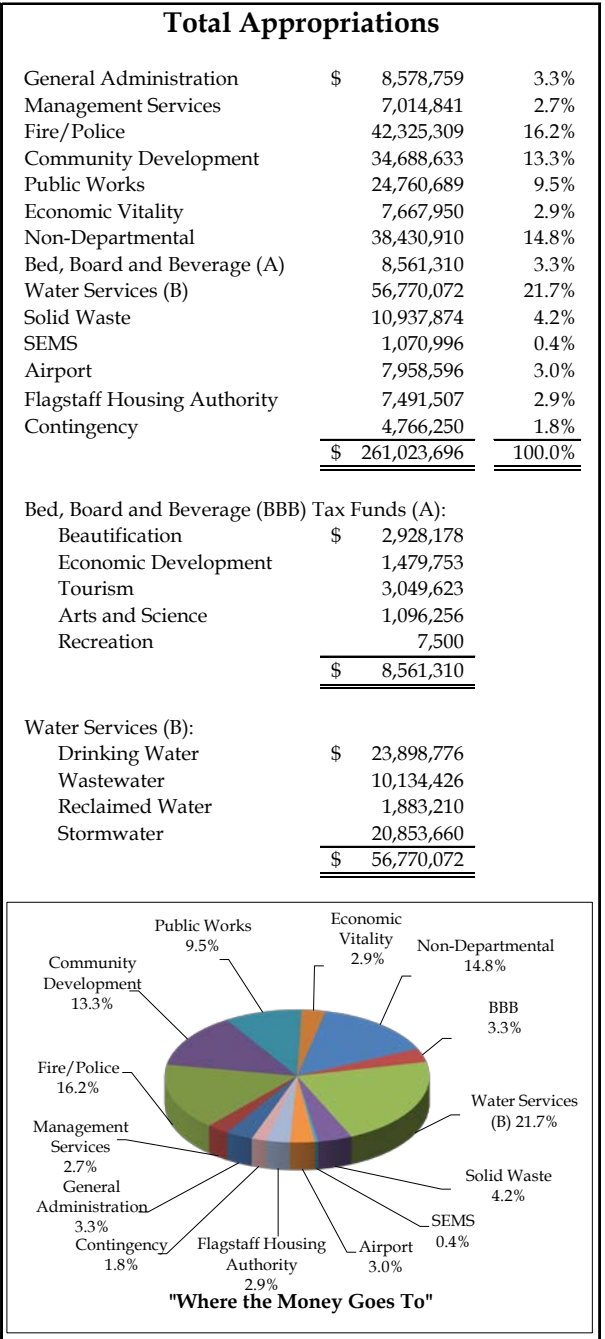 Total Appropriations
General Administration $ 8,578,759 3.3%
Management Services 7,014,841 2.7%
Fire/Police 42,325,309 16.2%
Community Development 34,688,633 13.3%
Public Works 24,760,689 9.5%
Economic Vitality 7,667,950 2.9%
Non-Departmental 38,430,910 14.8%
Bed, Board and Beverage (A) 8,561,310 3.3%
Water Services (B) 56,770,072 21.7%
Solid Waste 10,937,874 4.2%
SEMS 1,070,996 0.4%
Airport 7,958,596 3.0%
Flagstaff Housing Authority 7,491,507 2.9%
Contingency 4,766,250 1.8%
$ 261,023,696 100.0%
Bed, Board and Beverage (BBB) Tax Funds (A):
Beautification $ 2,928,178
Economic Development 1,479,753
Tourism 3,049,623
Arts and Science 1,096,256
Recreation 7,500
$ 8,561,310
Water Services (B):
Drinking Water $ 23,898,776
Wastewater 10,134,426
Reclaimed Water 1,883,210
Stormwater 20,853,660
$ 56,770,072
Public Works
9.5%
Economic
Vitality
2.9%
Non-Departmental
14.8%
Community
Development
13.3%
BBB
3.3%
Fire/Police
16.2%
Water Services
(B) 21.7%
Management
Services
2.7%
Solid Waste
4.2%
General
Administration
3.3%
SEMS
0.4%
Contingency
1.8%
Flagstaff Housing
Authority
2.9%
Airport
3.0%
"Where the Money Goes To"